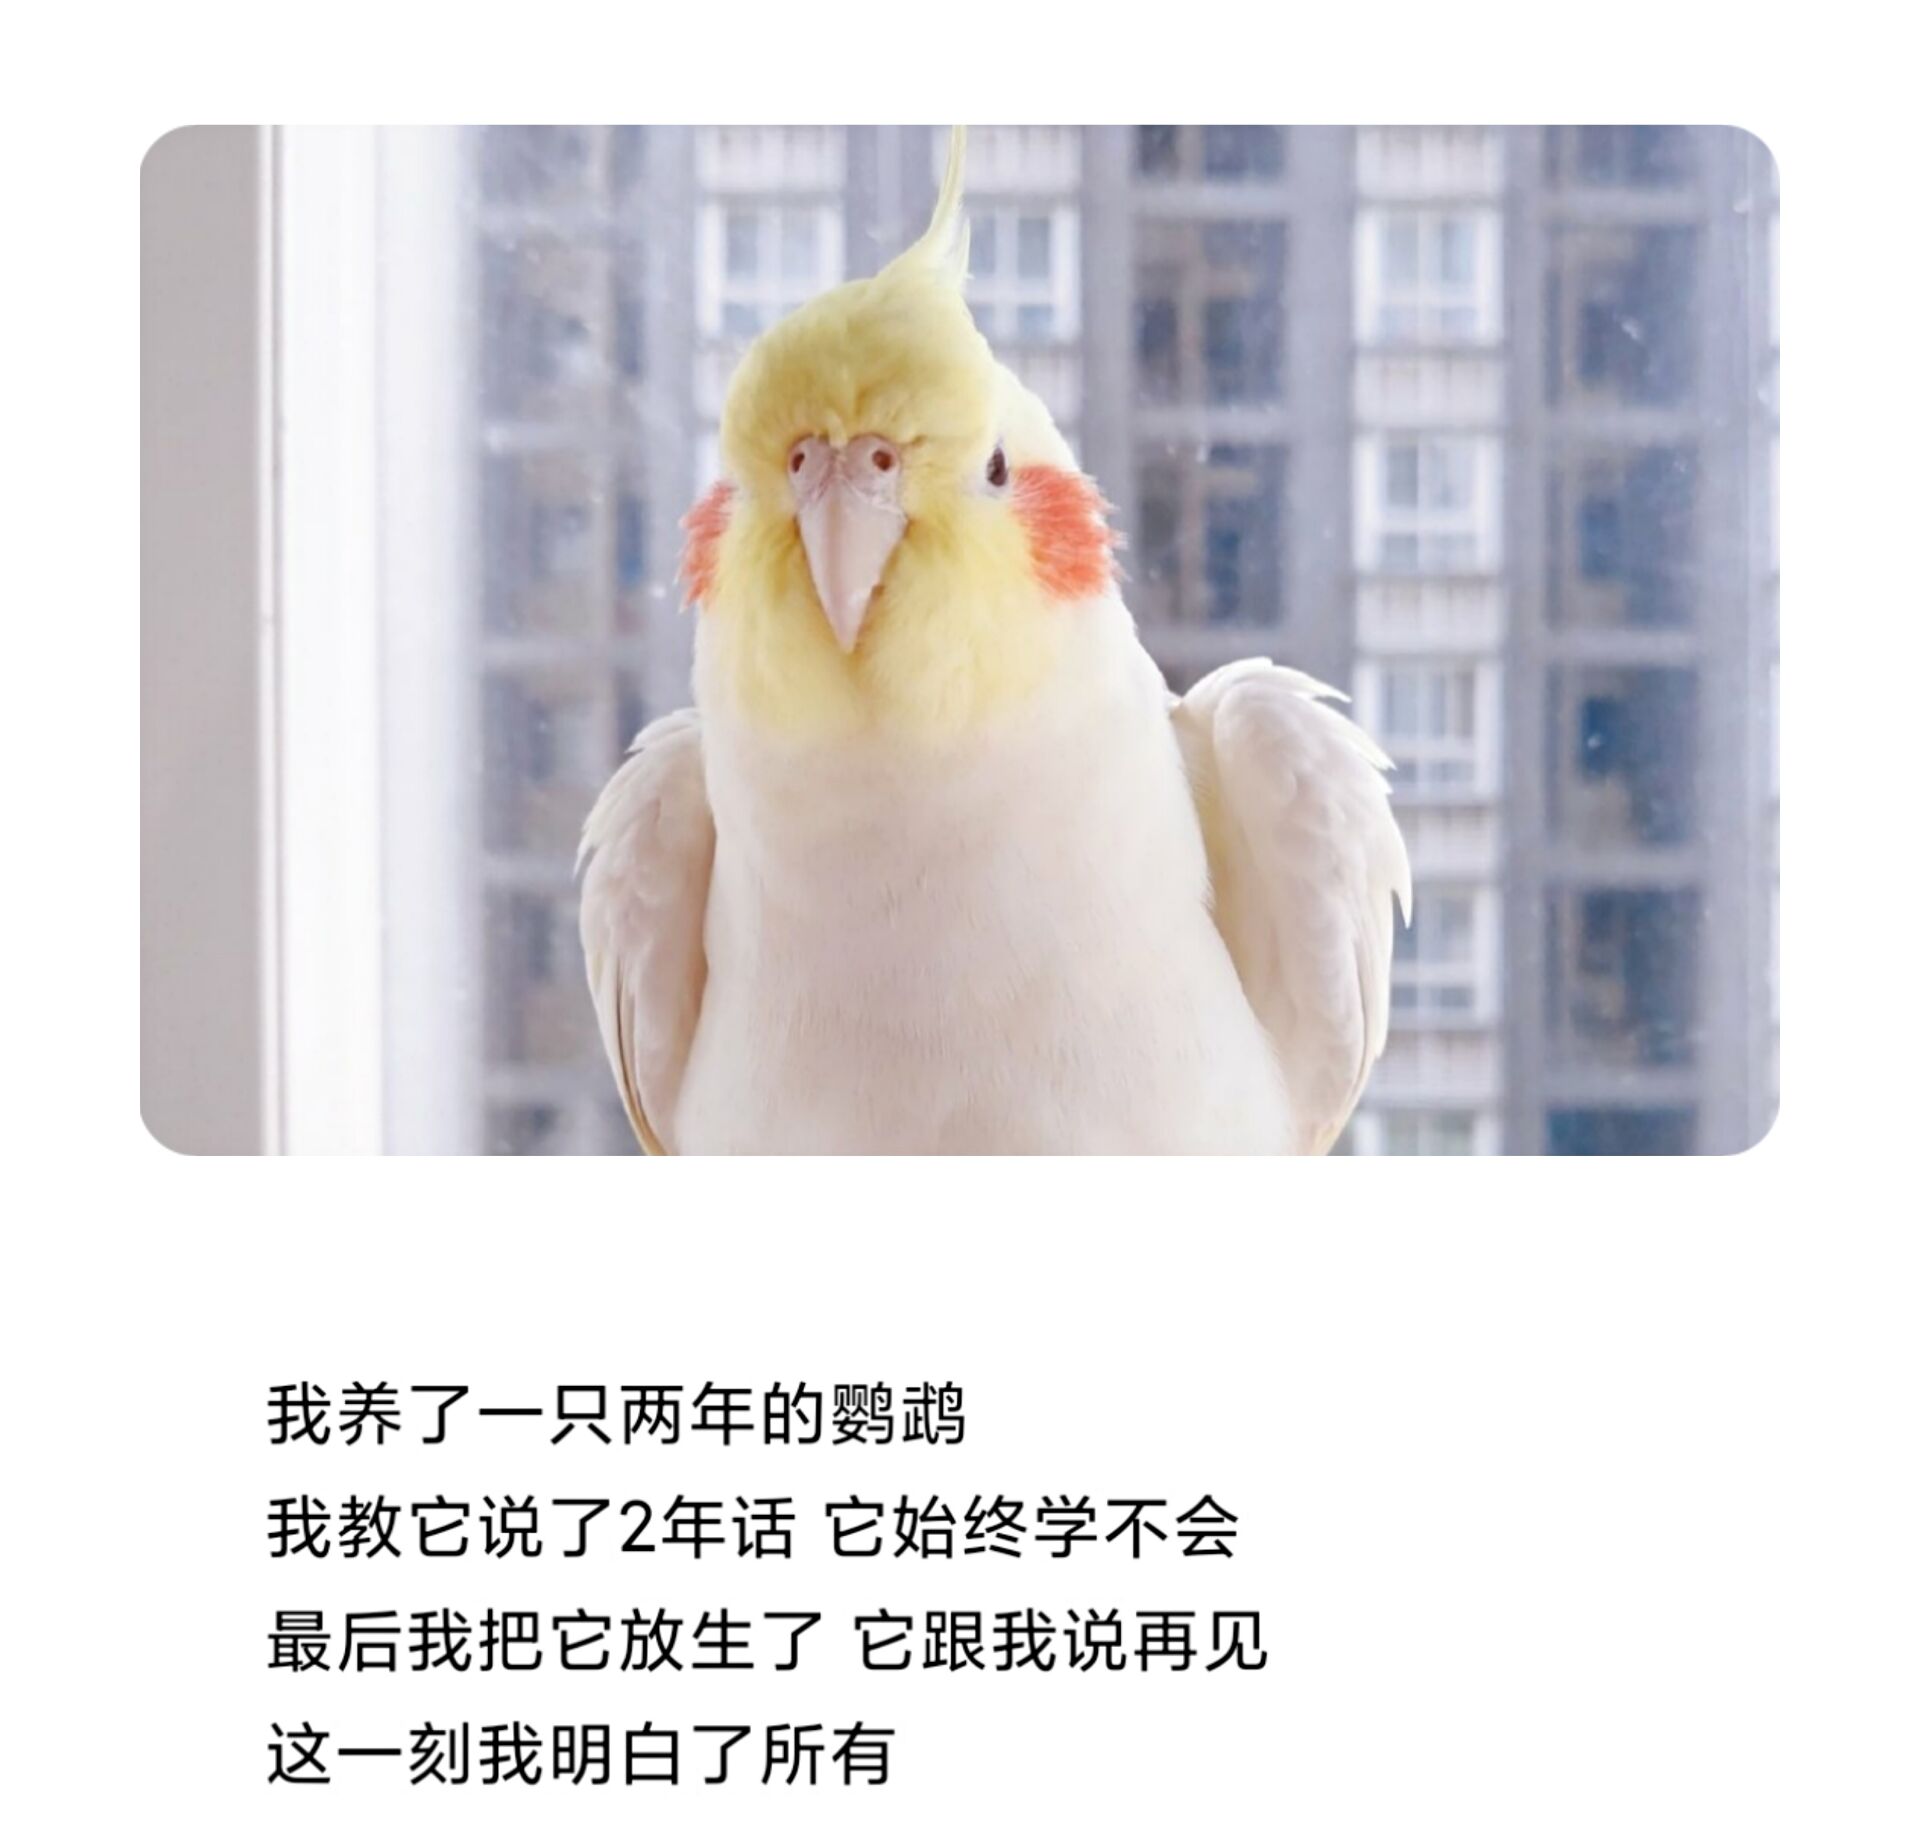 我养了一只两年的鹦鹉
我教它说了2年话 它始终学不会
最后我把它放生了 它跟我说再见
这一刻我明白了所有